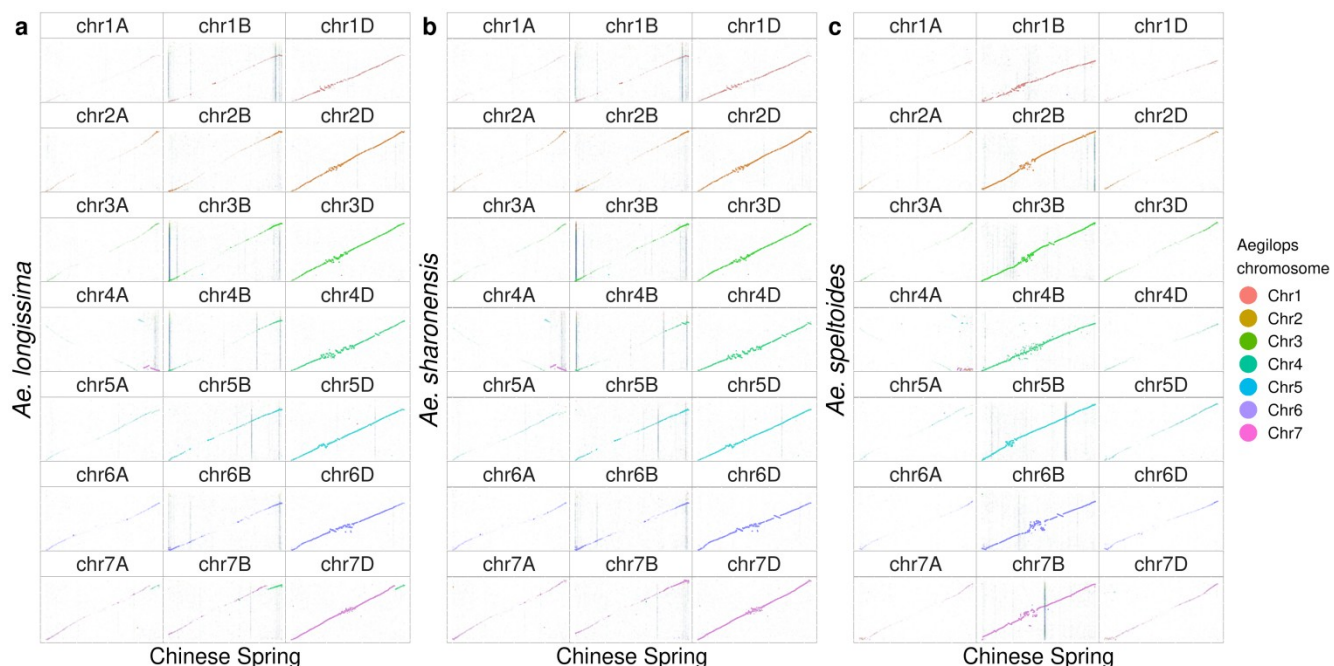 a chr1A chr1B chr1D b chr1A chr1B chr1D c chr1A chr1B chr1D
chr2A chr2B chr2D chr2A chr2B chr2D chr2A chr2B chr2D
chr3A chr3B chr3D chr3A chr3B chr3D chr3A chr3B chr3D
chr4A chr4B chr4D chr4A chr4B chr4D chr4A chr4B chr4D
chr5A chr5B chr5D chr5A chr5B chr5D chr5A chr5B chr5D
chr6A chr6B chr6D chr6A chr6B chr6D chr6A chr6B chr6D
chr7A chr7B chr7D chr7A chr7B chr7D chr7A chr7B chr7D
Ae. longissima
Ae. sharonensis
Ae. speltoides
Chinese Spring Chinese Spring Chinese Spring
Aegilops
chromosome
Chr1
Chr2
Chr3
Chr4
Chr5
Chr6
Chr7